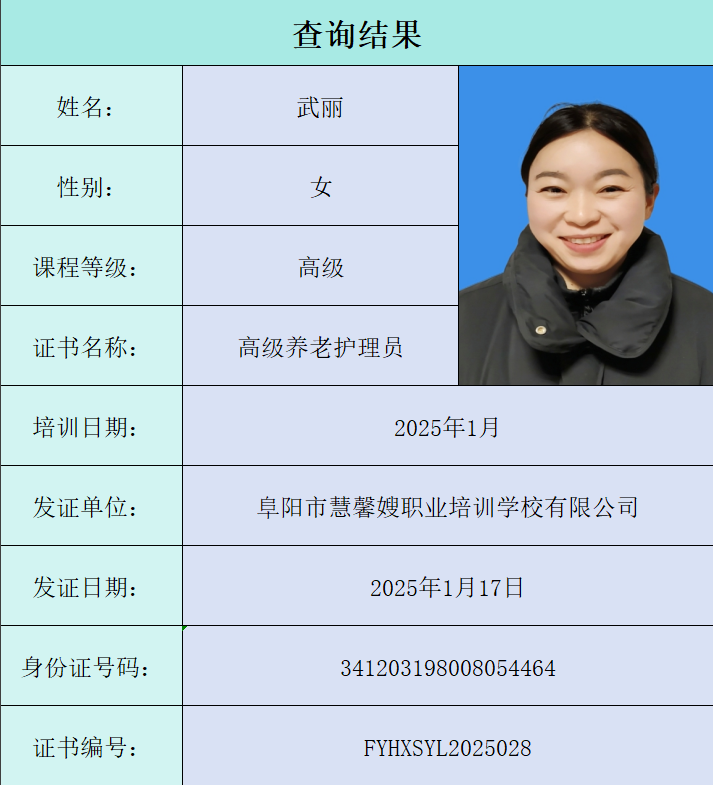 查询结果
姓名： 武丽
性别： 女
课程等级： 高级
证书名称： 高级养老护理员
培训日期： 2025年1月
发证单位： 阜阳市慧馨嫂职业培训学校有限公司
发证日期： 2025年1月17日
身份证号码： 341203198008054464
证书编号： FYHXSYL2025028